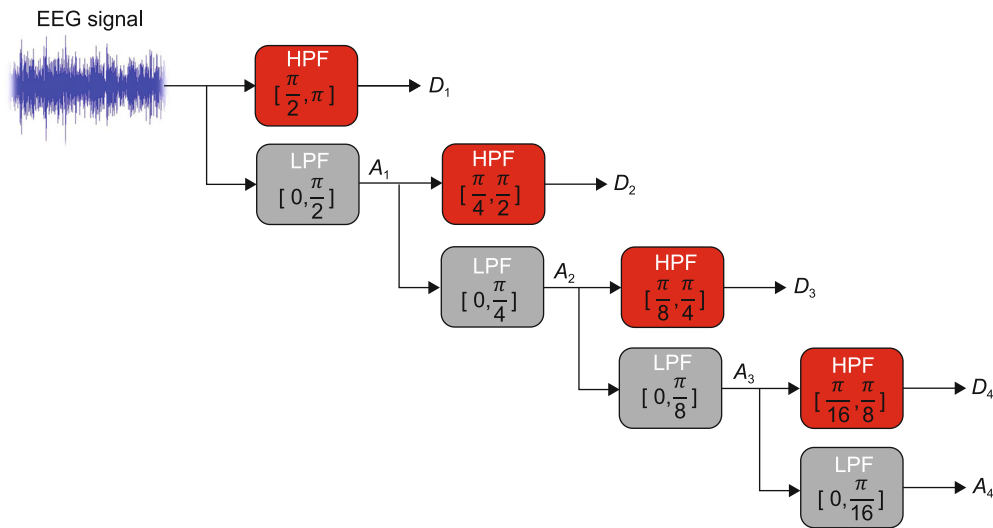 EEG signal
HPF
[π/2, π]
D₁
LPF
[0, π/2]
A₁
HPF
[π/4, π/2]
D₂
LPF
[0, π/4]
A₂
HPF
[π/8, π/4]
D₃
LPF
[0, π/8]
A₃
HPF
[π/16, π/8]
D₄
LPF
[0, π/16]
A₄